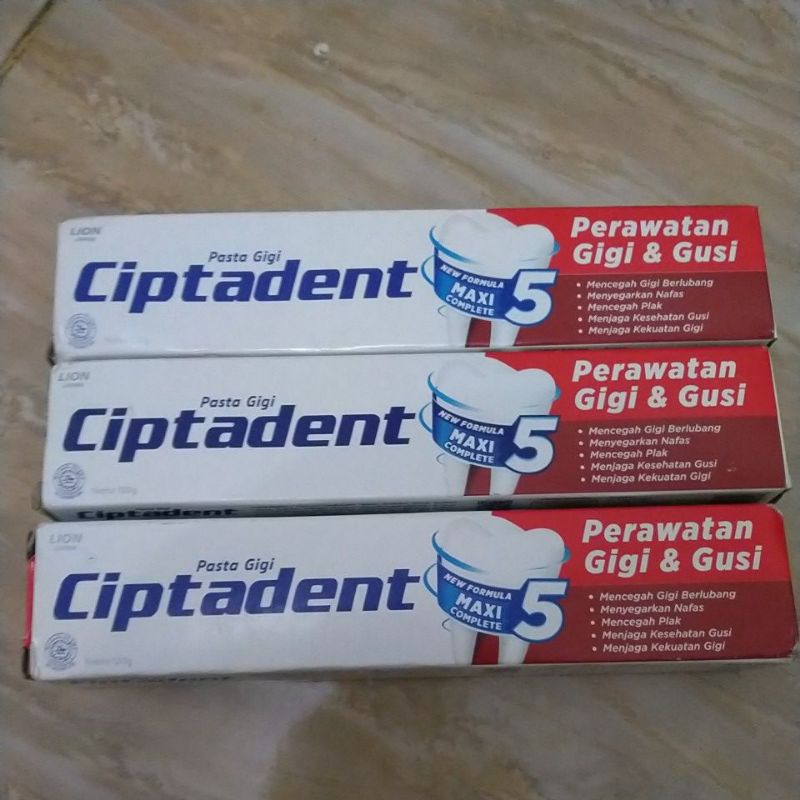 LION
Pasta Gigi
Ciptadent
NEW FORMULA
MAXI
COMPLETE
5
Perawatan
Gigi & Gusi
• Mencegah Gigi Berlubang
• Menyegarkan Nafas
• Mencegah Plak
• Menjaga Kesehatan Gusi
• Menjaga Kekuatan Gigi
LION
Pasta Gigi
Ciptadent
NEW FORMULA
MAXI
COMPLETE
5
Perawatan
Gigi & Gusi
• Mencegah Gigi Berlubang
• Menyegarkan Nafas
• Mencegah Plak
• Menjaga Kesehatan Gusi
• Menjaga Kekuatan Gigi
Ciptadent
LION
Pasta Gigi
Ciptadent
NEW FORMULA
MAXI
COMPLETE
5
Perawatan
Gigi & Gusi
• Mencegah Gigi Berlubang
• Menyegarkan Nafas
• Mencegah Plak
• Menjaga Kesehatan Gusi
• Menjaga Kekuatan Gigi